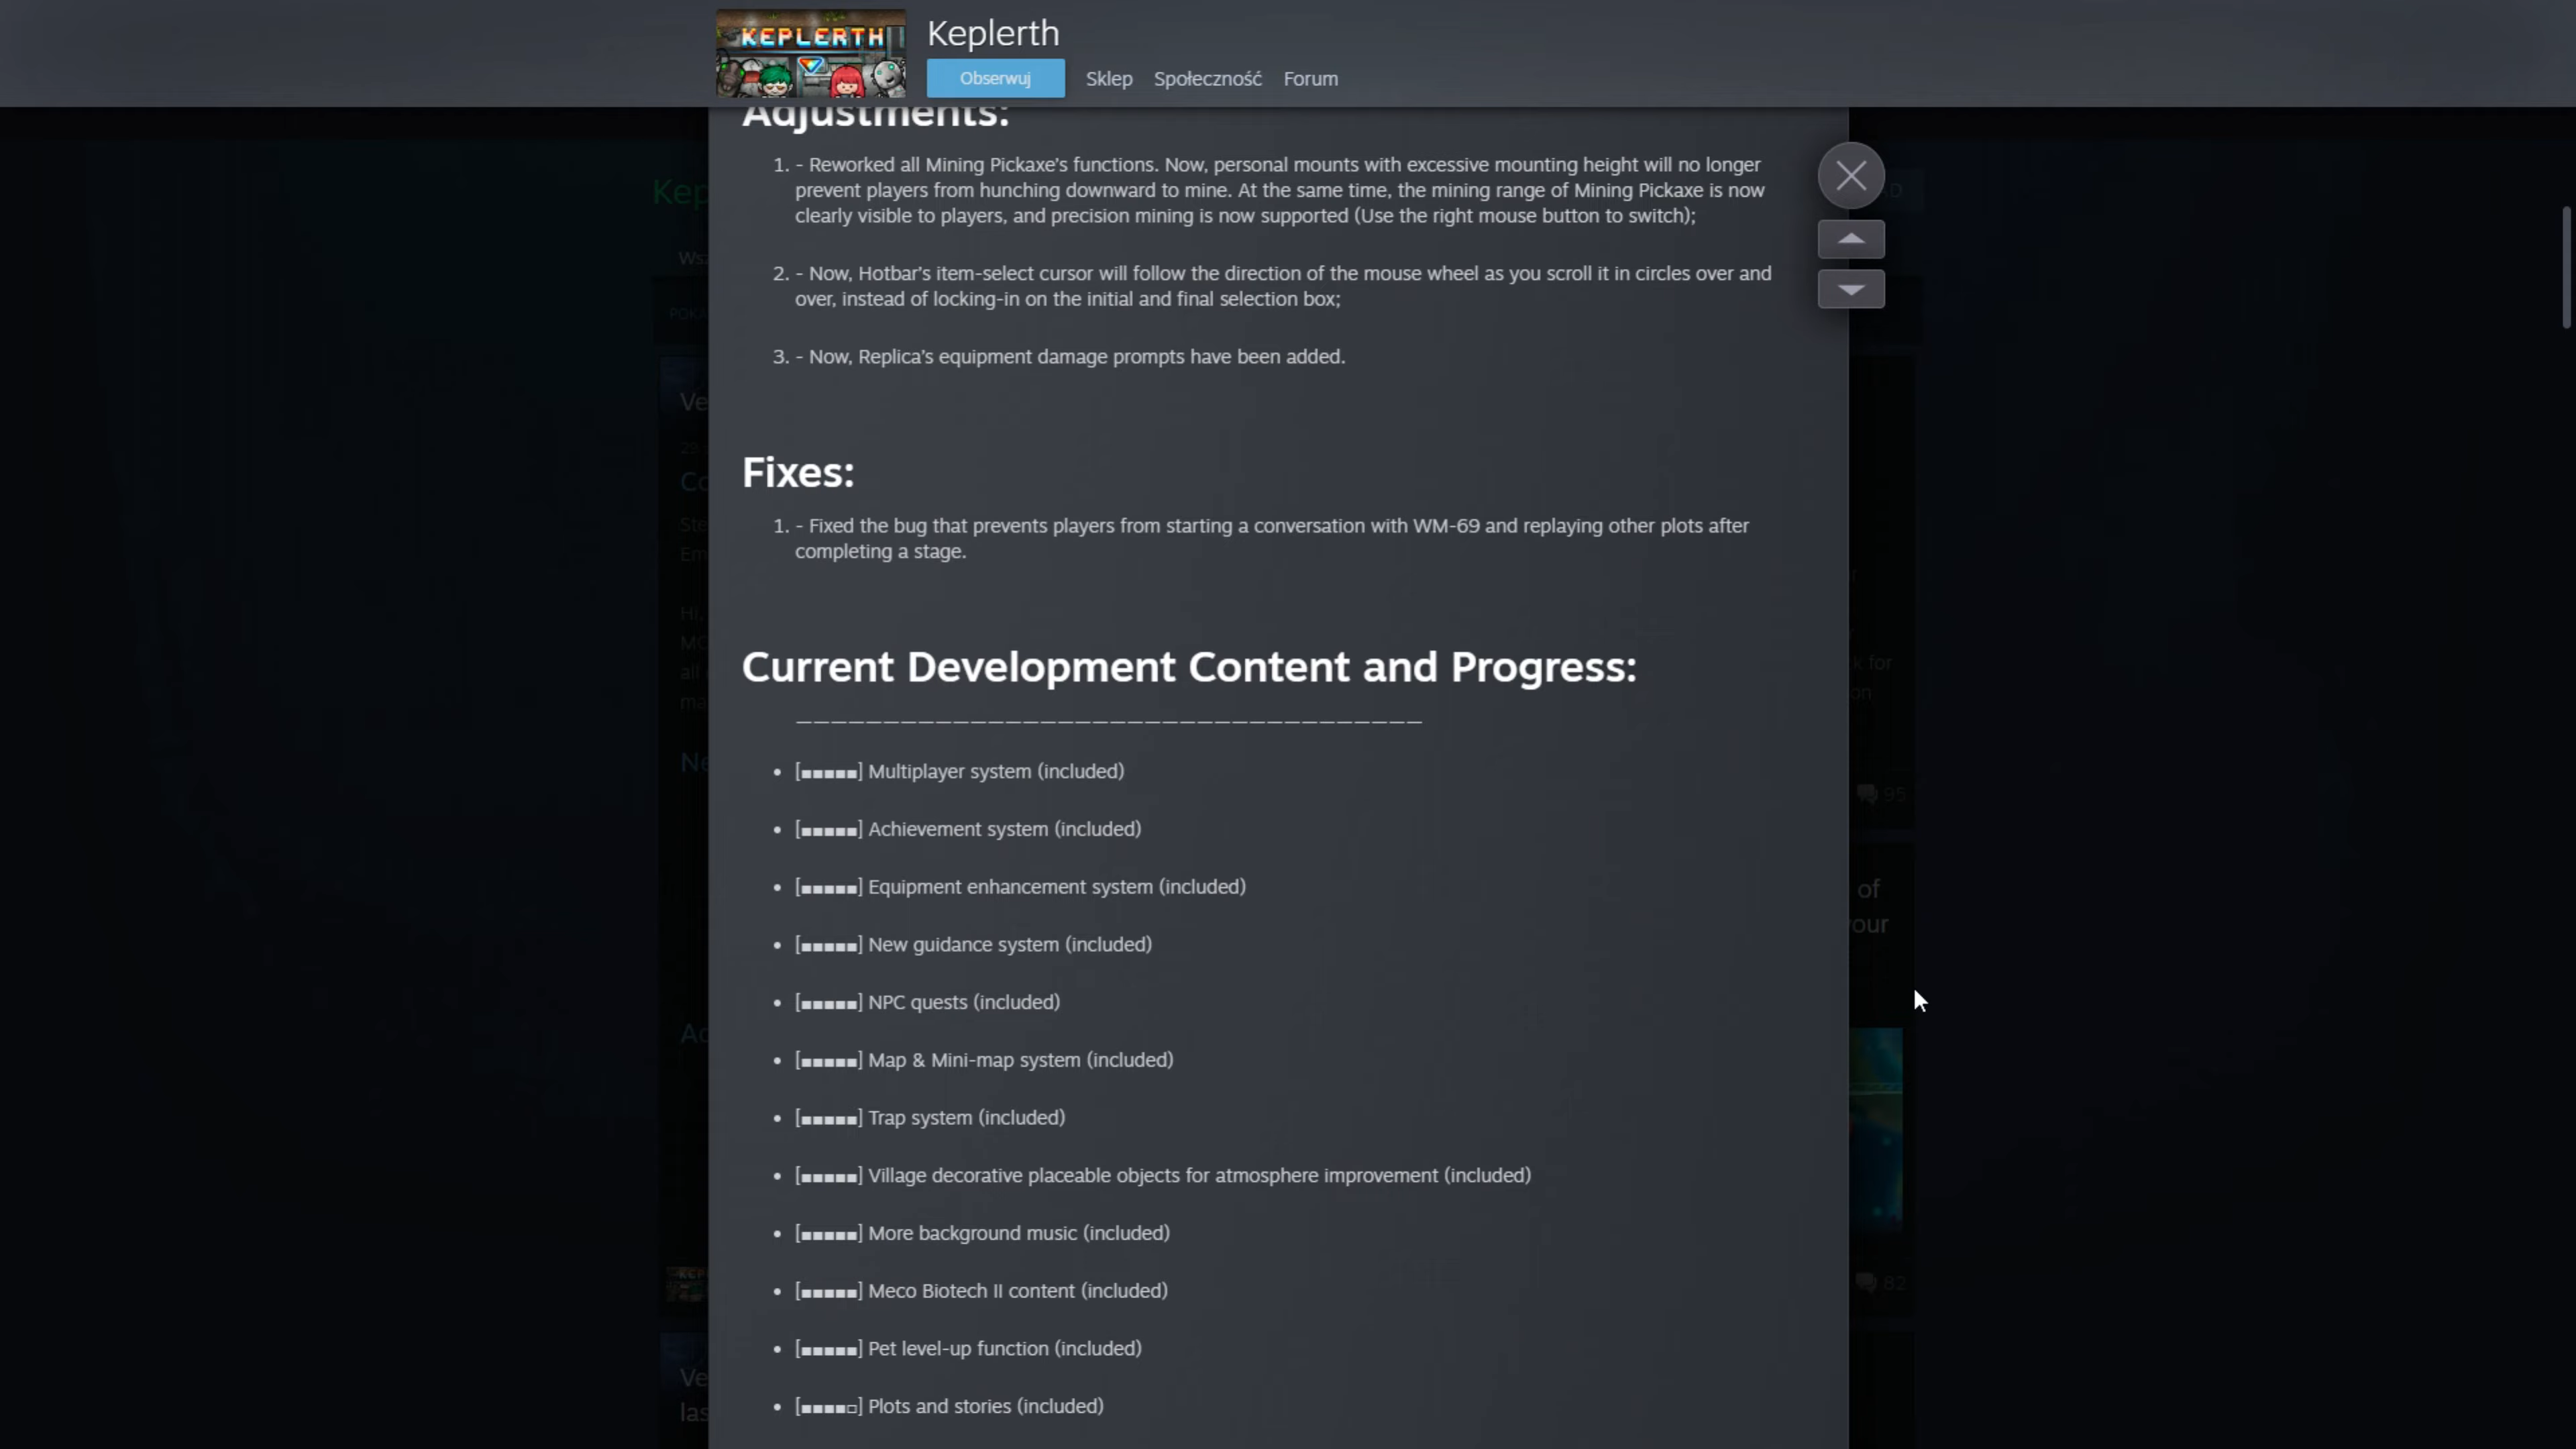 KEPLERTH
Keplerth
Obserwuj
Sklep
Społeczność
Forum
Adjustments:
1. - Reworked all Mining Pickaxe's functions. Now, personal mounts with excessive mounting height will no longer
prevent players from hunching downward to mine. At the same time, the mining range of Mining Pickaxe is now
clearly visible to players, and precision mining is now supported (Use the right mouse button to switch);
2. - Now, Hotbar's item-select cursor will follow the direction of the mouse wheel as you scroll it in circles over and
over, instead of locking-in on the initial and final selection box;
3. - Now, Replica's equipment damage prompts have been added.
Fixes:
1. - Fixed the bug that prevents players from starting a conversation with WM-69 and replaying other plots after
completing a stage.
Current Development Content and Progress:
————————————————————————————————————
• [■■■■■] Multiplayer system (included)
• [■■■■■] Achievement system (included)
• [■■■■■] Equipment enhancement system (included)
• [■■■■■] New guidance system (included)
• [■■■■■] NPC quests (included)
• [■■■■■] Map & Mini-map system (included)
• [■■■■■] Trap system (included)
• [■■■■■] Village decorative placeable objects for atmosphere improvement (included)
• [■■■■■] More background music (included)
• [■■■■■] Meco Biotech II content (included)
• [■■■■■] Pet level-up function (included)
• [■■■■□] Plots and stories (included)
of
95
82